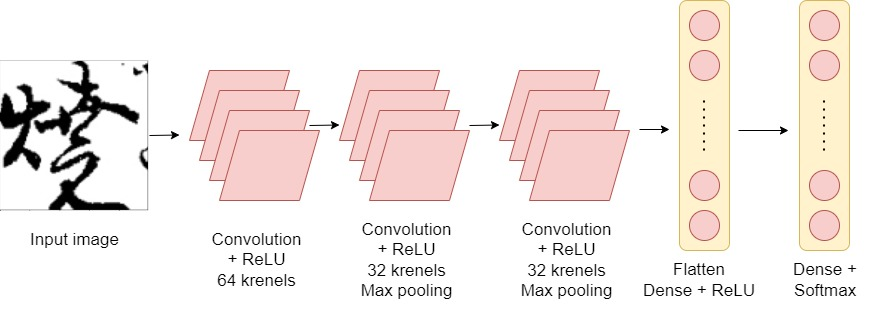 Input image
Convolution
+ ReLU
64 krenels
Convolution
+ ReLU
32 krenels
Max pooling
Convolution
+ ReLU
32 krenels
Max pooling
Flatten
Dense + ReLU
Dense +
Softmax